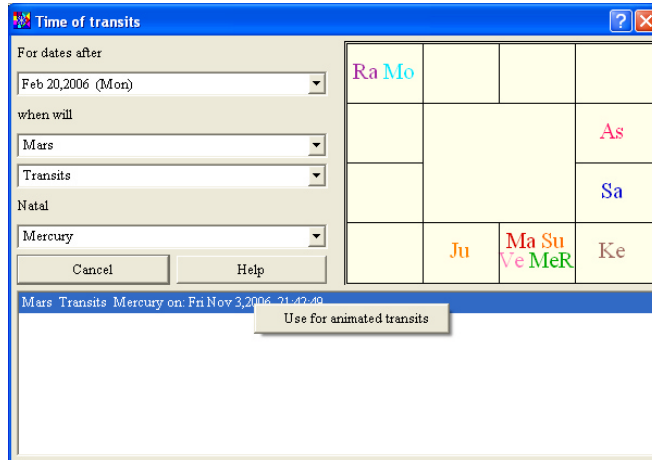 Time of transits
For dates after
Feb 20,2006 (Mon)
when will
Mars
Transits
Natal
Mercury
Cancel Help
Ra Mo
As
Sa
Ju
Ma Su
Ve MeR
Ke
Mars Transits Mercury on: Fri Nov 3,2006 21:42:49
Use for animated transits